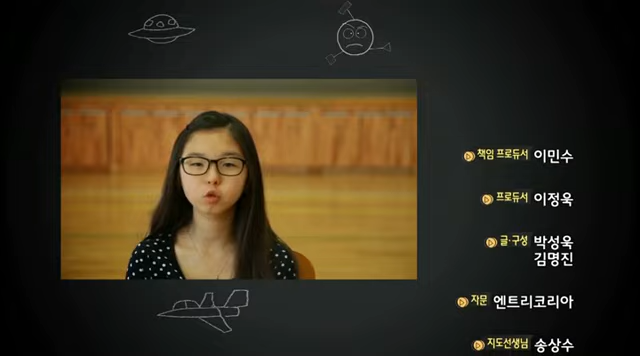 책임 프로듀서 이민수
프로듀서 이정욱
글·구성 박성욱
김명진
자문 엔트리코리아
지도선생님 송상수